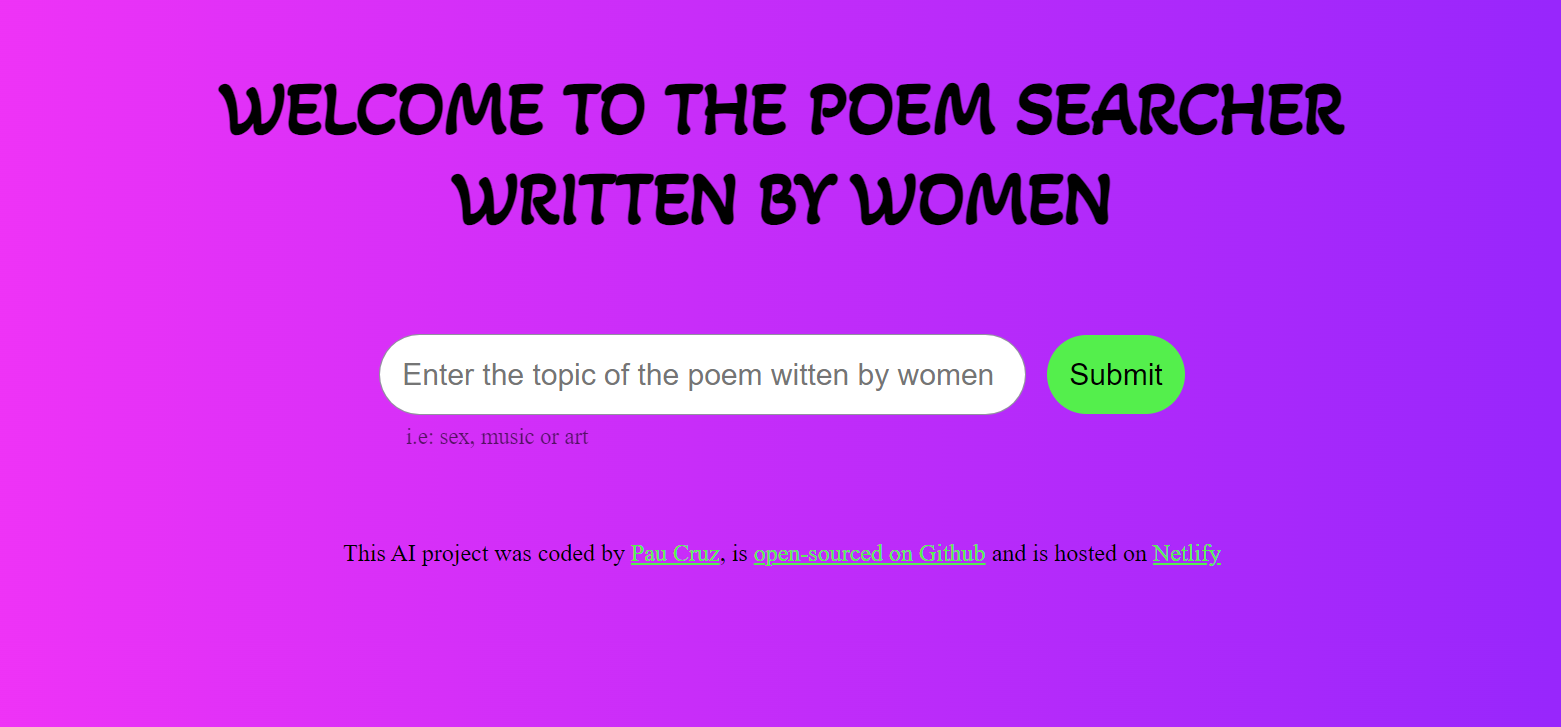 WELCOME TO THE POEM SEARCHER
WRITTEN BY WOMEN
Enter the topic of the poem witten by women
Submit
i.e: sex, music or art
This AI project was coded by Pau Cruz, is open-sourced on Github and is hosted on Netlify